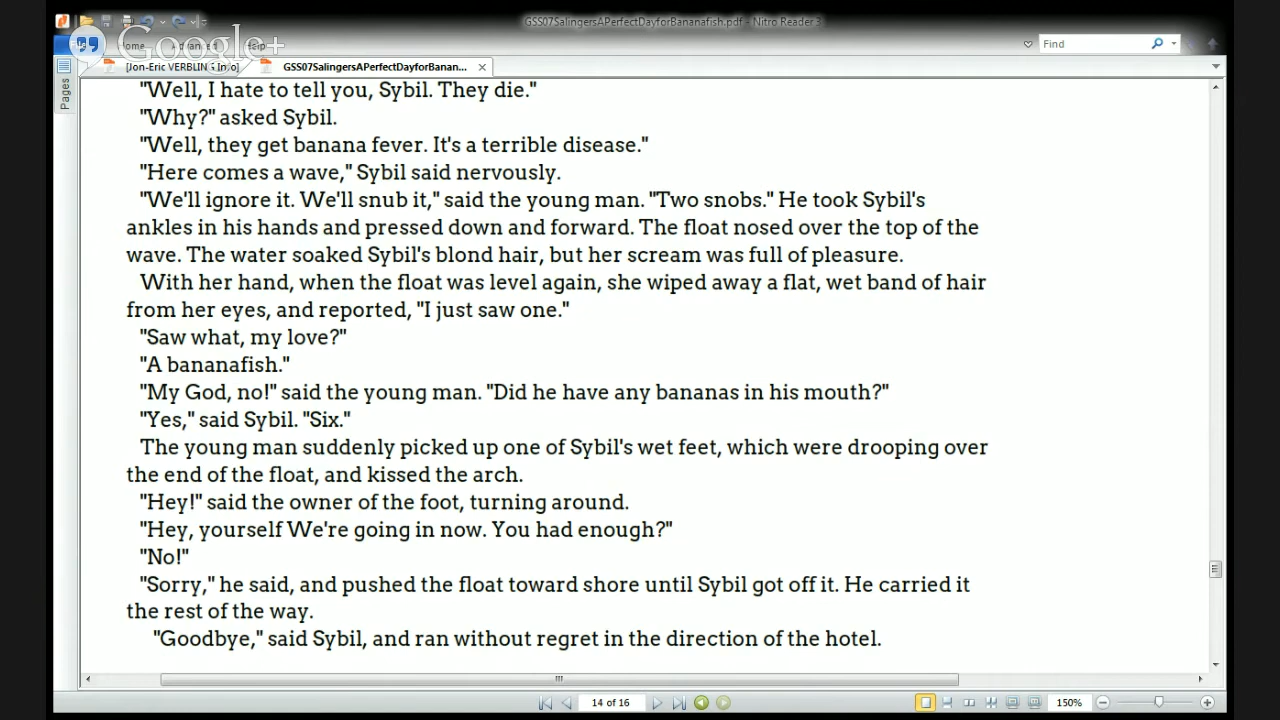 GSS07SalingersAPerfectDayforBananafish.pdf - Nitro Reader 3
Google+
Home Advanced Help
Find
[Jon-Eric VERBLING Info] GSS07SalingersAPerfectDayforBanan...
Pages
"Well, I hate to tell you, Sybil. They die."
"Why?" asked Sybil.
"Well, they get banana fever. It's a terrible disease."
"Here comes a wave," Sybil said nervously.
"We'll ignore it. We'll snub it," said the young man. "Two snobs." He took Sybil's
ankles in his hands and pressed down and forward. The float nosed over the top of the
wave. The water soaked Sybil's blond hair, but her scream was full of pleasure.
With her hand, when the float was level again, she wiped away a flat, wet band of hair
from her eyes, and reported, "I just saw one."
"Saw what, my love?"
"A bananafish."
"My God, no!" said the young man. "Did he have any bananas in his mouth?"
"Yes," said Sybil. "Six."
The young man suddenly picked up one of Sybil's wet feet, which were drooping over
the end of the float, and kissed the arch.
"Hey!" said the owner of the foot, turning around.
"Hey, yourself We're going in now. You had enough?"
"No!"
"Sorry," he said, and pushed the float toward shore until Sybil got off it. He carried it
the rest of the way.
"Goodbye," said Sybil, and ran without regret in the direction of the hotel.
14 of 16
150%